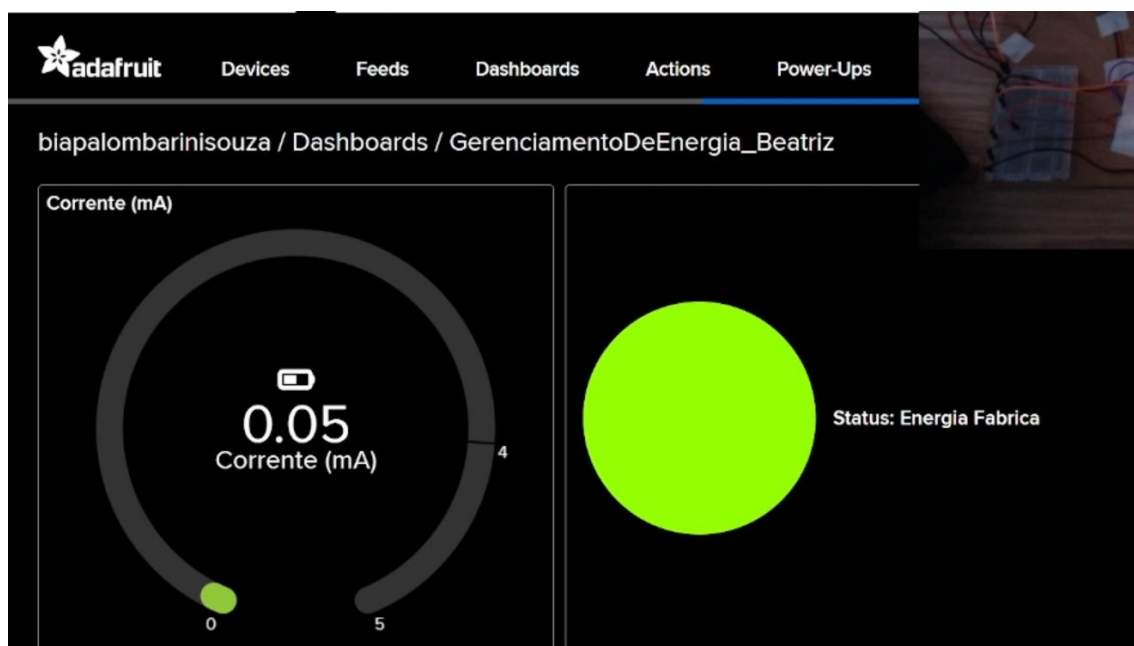 adafruit
Devices
Feeds
Dashboards
Actions
Power-Ups
biapalombarinisouza / Dashboards / GerenciamentoDeEnergia_Beatriz
Corrente (mA)
0.05
Corrente (mA)
4
0
5
Status: Energia Fabrica